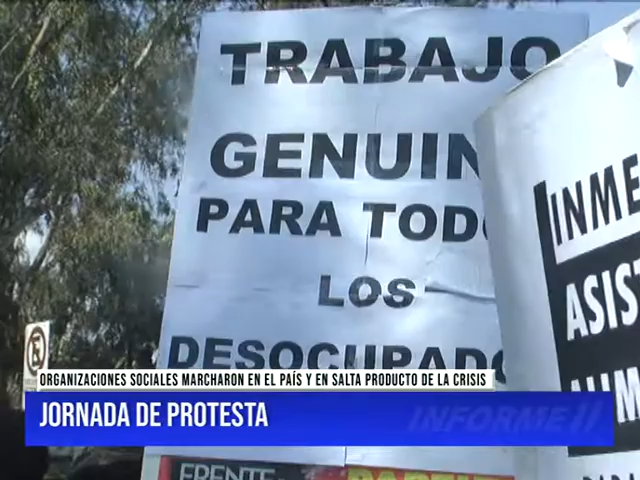 TRABAJO
GENUIN
PARA TODO
LOS
DESOCUPADO
INME
ASIST
ALIM
E
ORGANIZACIONES SOCIALES MARCHARON EN EL PAÍS Y EN SALTA PRODUCTO DE LA CRISIS
JORNADA DE PROTESTA
INFORME 11
FRENTE